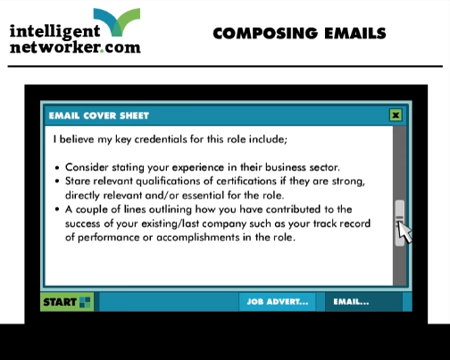 intelligent
networker.com
COMPOSING EMAILS
EMAIL COVER SHEET
x
I believe my key credentials for this role include;
• Consider stating your experience in their business sector.
• Stare relevant qualifications of certifications if they are strong,
directly relevant and/or essential for the role.
• A couple of lines outlining how you have contributed to the
success of your existing/last company such as your track record
of performance or accomplishments in the role.
START
JOB ADVERT...
EMAIL...